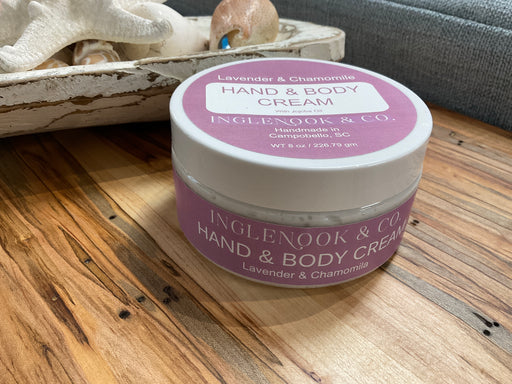 Lavender & Chamomile
HAND & BODY
CREAM
With Jojoba Oil
INGLENOOK & CO.
Handmade in
Campobello, SC
WT 8 oz / 226.79 gm
INGLENOOK & CO.
HAND & BODY CREAM
Lavender & Chamomila